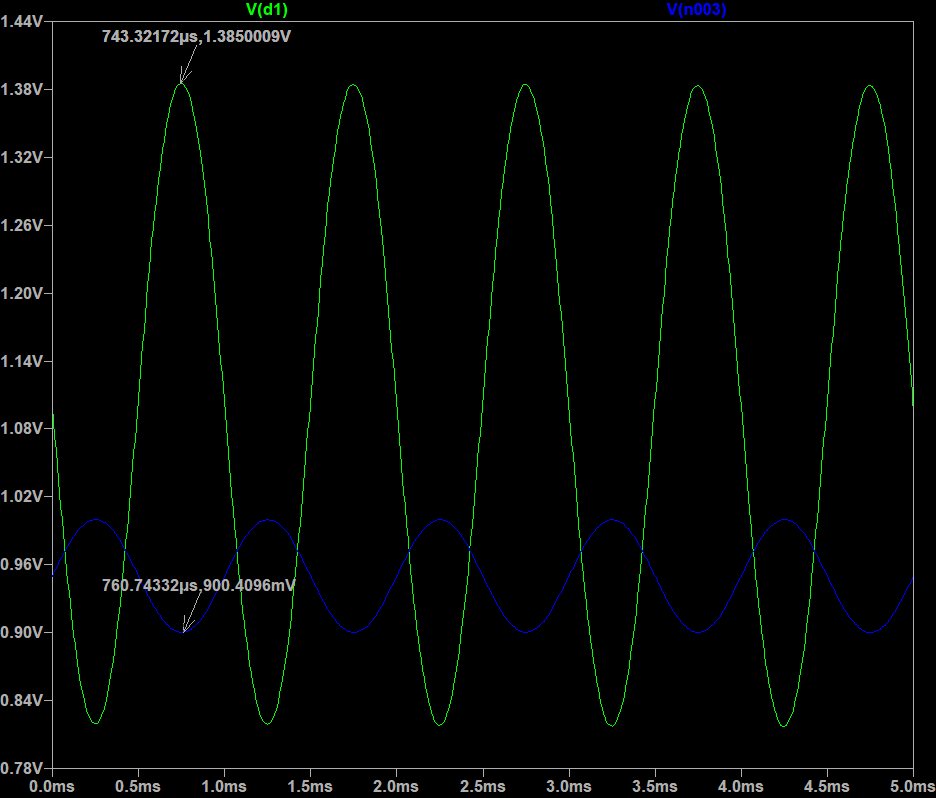 V(d1) V(n003)
1.44V
743.32172µs,1.3850009V
1.38V
1.32V
1.26V
1.20V
1.14V
1.08V
1.02V
0.96V
760.74332µs,900.4096mV
0.90V
0.84V
0.78V
0.0ms 0.5ms 1.0ms 1.5ms 2.0ms 2.5ms 3.0ms 3.5ms 4.0ms 4.5ms 5.0ms